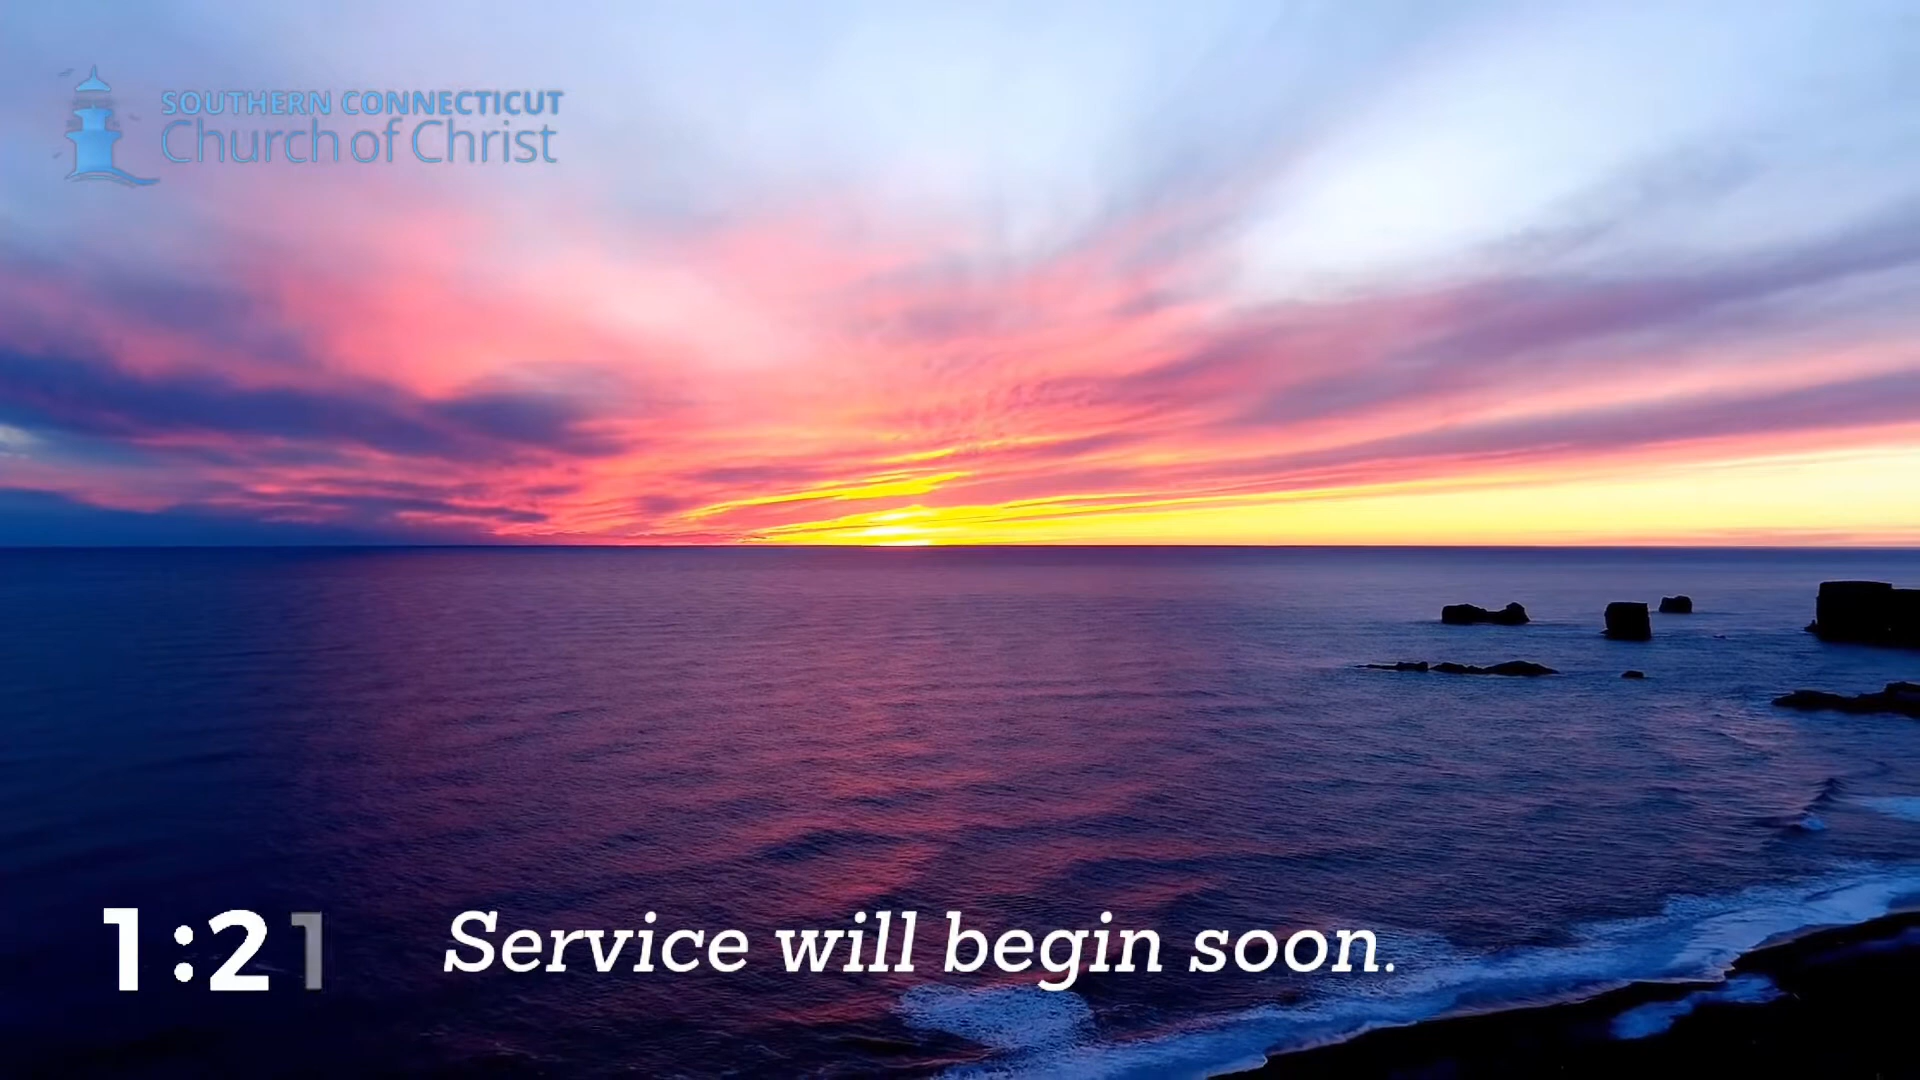 SOUTHERN CONNECTICUT
Church of Christ
1:21 Service will begin soon.